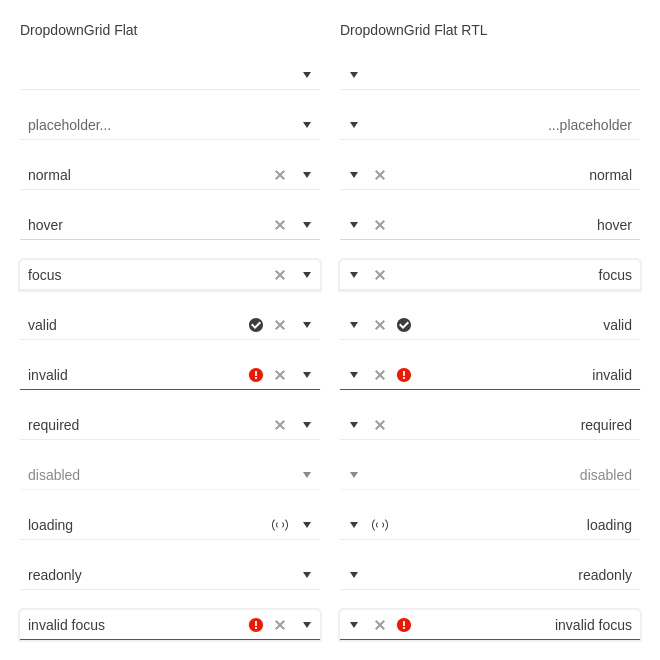 DropdownGrid Flat
placeholder...
normal
hover
focus
valid
invalid
required
disabled
loading
readonly
invalid focus
DropdownGrid Flat RTL
...placeholder
normal
hover
focus
valid
invalid
required
disabled
loading
readonly
invalid focus